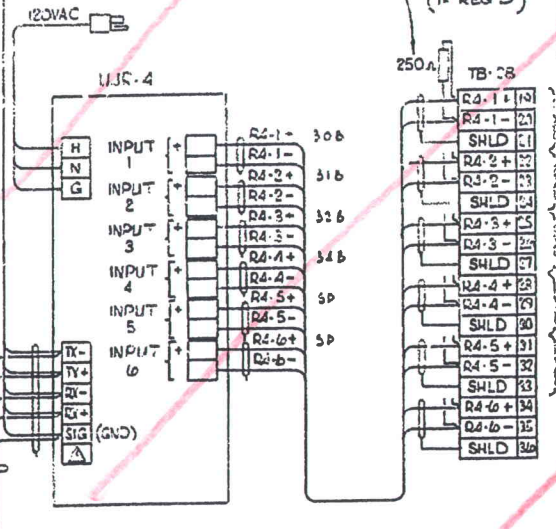 (IF REQ'D)
120VAC
250Ω
TB-28
H
N
G
INPUT 1 +
INPUT 2 +
INPUT 3 +
INPUT 4 +
INPUT 5 +
INPUT 6 +
R4-1+ 30B
R4-1-
R4-2+ 31B
R4-2-
R4-3+ 32B
R4-3-
R4-4+ 34B
R4-4-
R4-5+ SP
R4-5-
R4-6+ SP
R4-6-
TX-
TX+
RX-
RX+
SIG (GND)
R4-1+ 19
R4-1- 20
SHLD 21
R4-2+ 22
R4-2- 23
SHLD 24
R4-3+ 25
R4-3- 26
SHLD 27
R4-4+ 28
R4-4- 29
SHLD 30
R4-5+ 31
R4-5- 32
SHLD 33
R4-6+ 34
R4-6- 35
SHLD 36